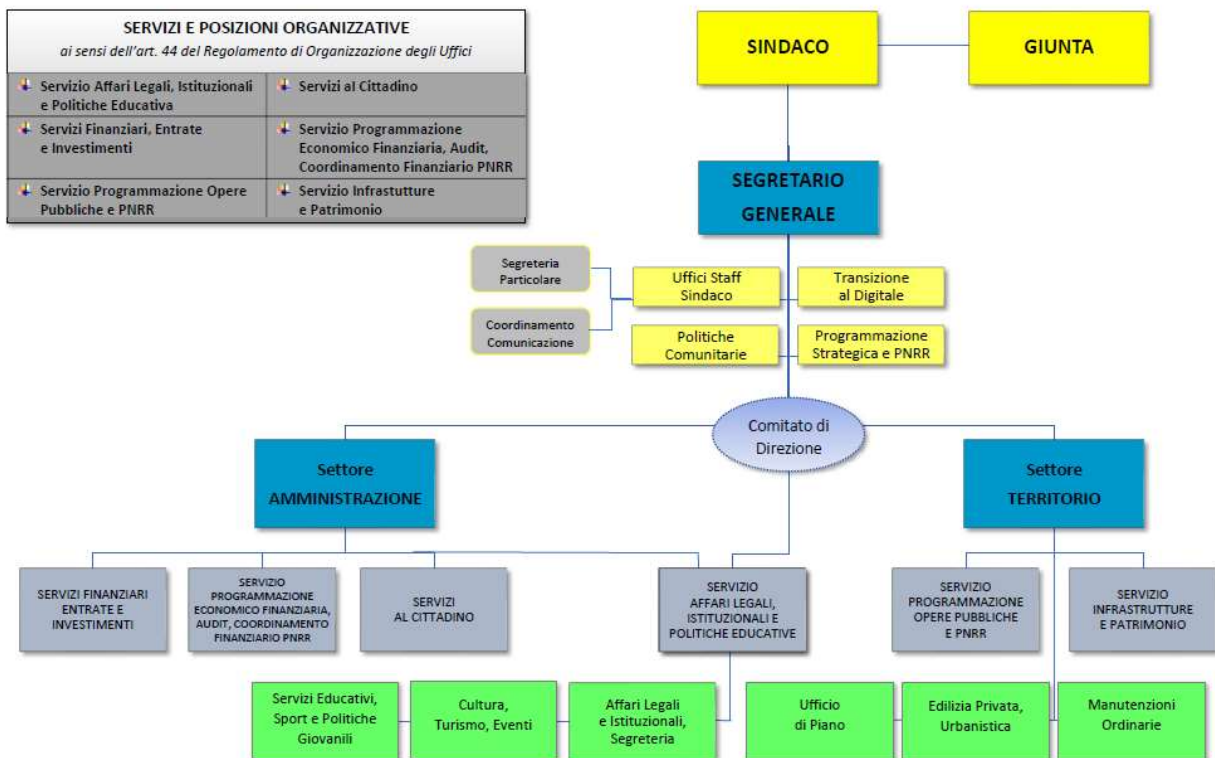 SERVIZI E POSIZIONI ORGANIZZATIVE
ai sensi dell'art. 44 del Regolamento di Organizzazione degli Uffici
Servizio Affari Legali, Istituzionali
e Politiche Educativa
Servizi al Cittadino
Servizi Finanziari, Entrate
e Investimenti
Servizio Programmazione
Economico Finanziaria, Audit,
Coordinamento Finanziario PNRR
Servizio Programmazione Opere
Pubbliche e PNRR
Servizio Infrastutture
e Patrimonio
SINDACO
GIUNTA
SEGRETARIO
GENERALE
Segreteria
Particolare
Coordinamento
Comunicazione
Uffici Staff
Sindaco
Transizione
al Digitale
Politiche
Comunitarie
Programmazione
Strategica e PNRR
Comitato di
Direzione
Settore
AMMINISTRAZIONE
Settore
TERRITORIO
SERVIZI FINANZIARI
ENTRATE E
INVESTIMENTI
SERVIZIO
PROGRAMMAZIONE
ECONOMICO FINANZIARIA,
AUDIT, COORDINAMENTO
FINANZIARIO PNRR
SERVIZI
AL CITTADINO
SERVIZIO
AFFARI LEGALI,
ISTITUZIONALI E
POLITICHE EDUCATIVE
SERVIZIO
PROGRAMMAZIONE
OPERE PUBBLICHE
E PNRR
SERVIZIO
INFRASTRUTTURE
E PATRIMONIO
Servizi Educativi,
Sport e Politiche
Giovanili
Cultura,
Turismo, Eventi
Affari Legali
e Istituzionali,
Segreteria
Ufficio
di Piano
Edilizia Privata,
Urbanistica
Manutenzioni
Ordinarie